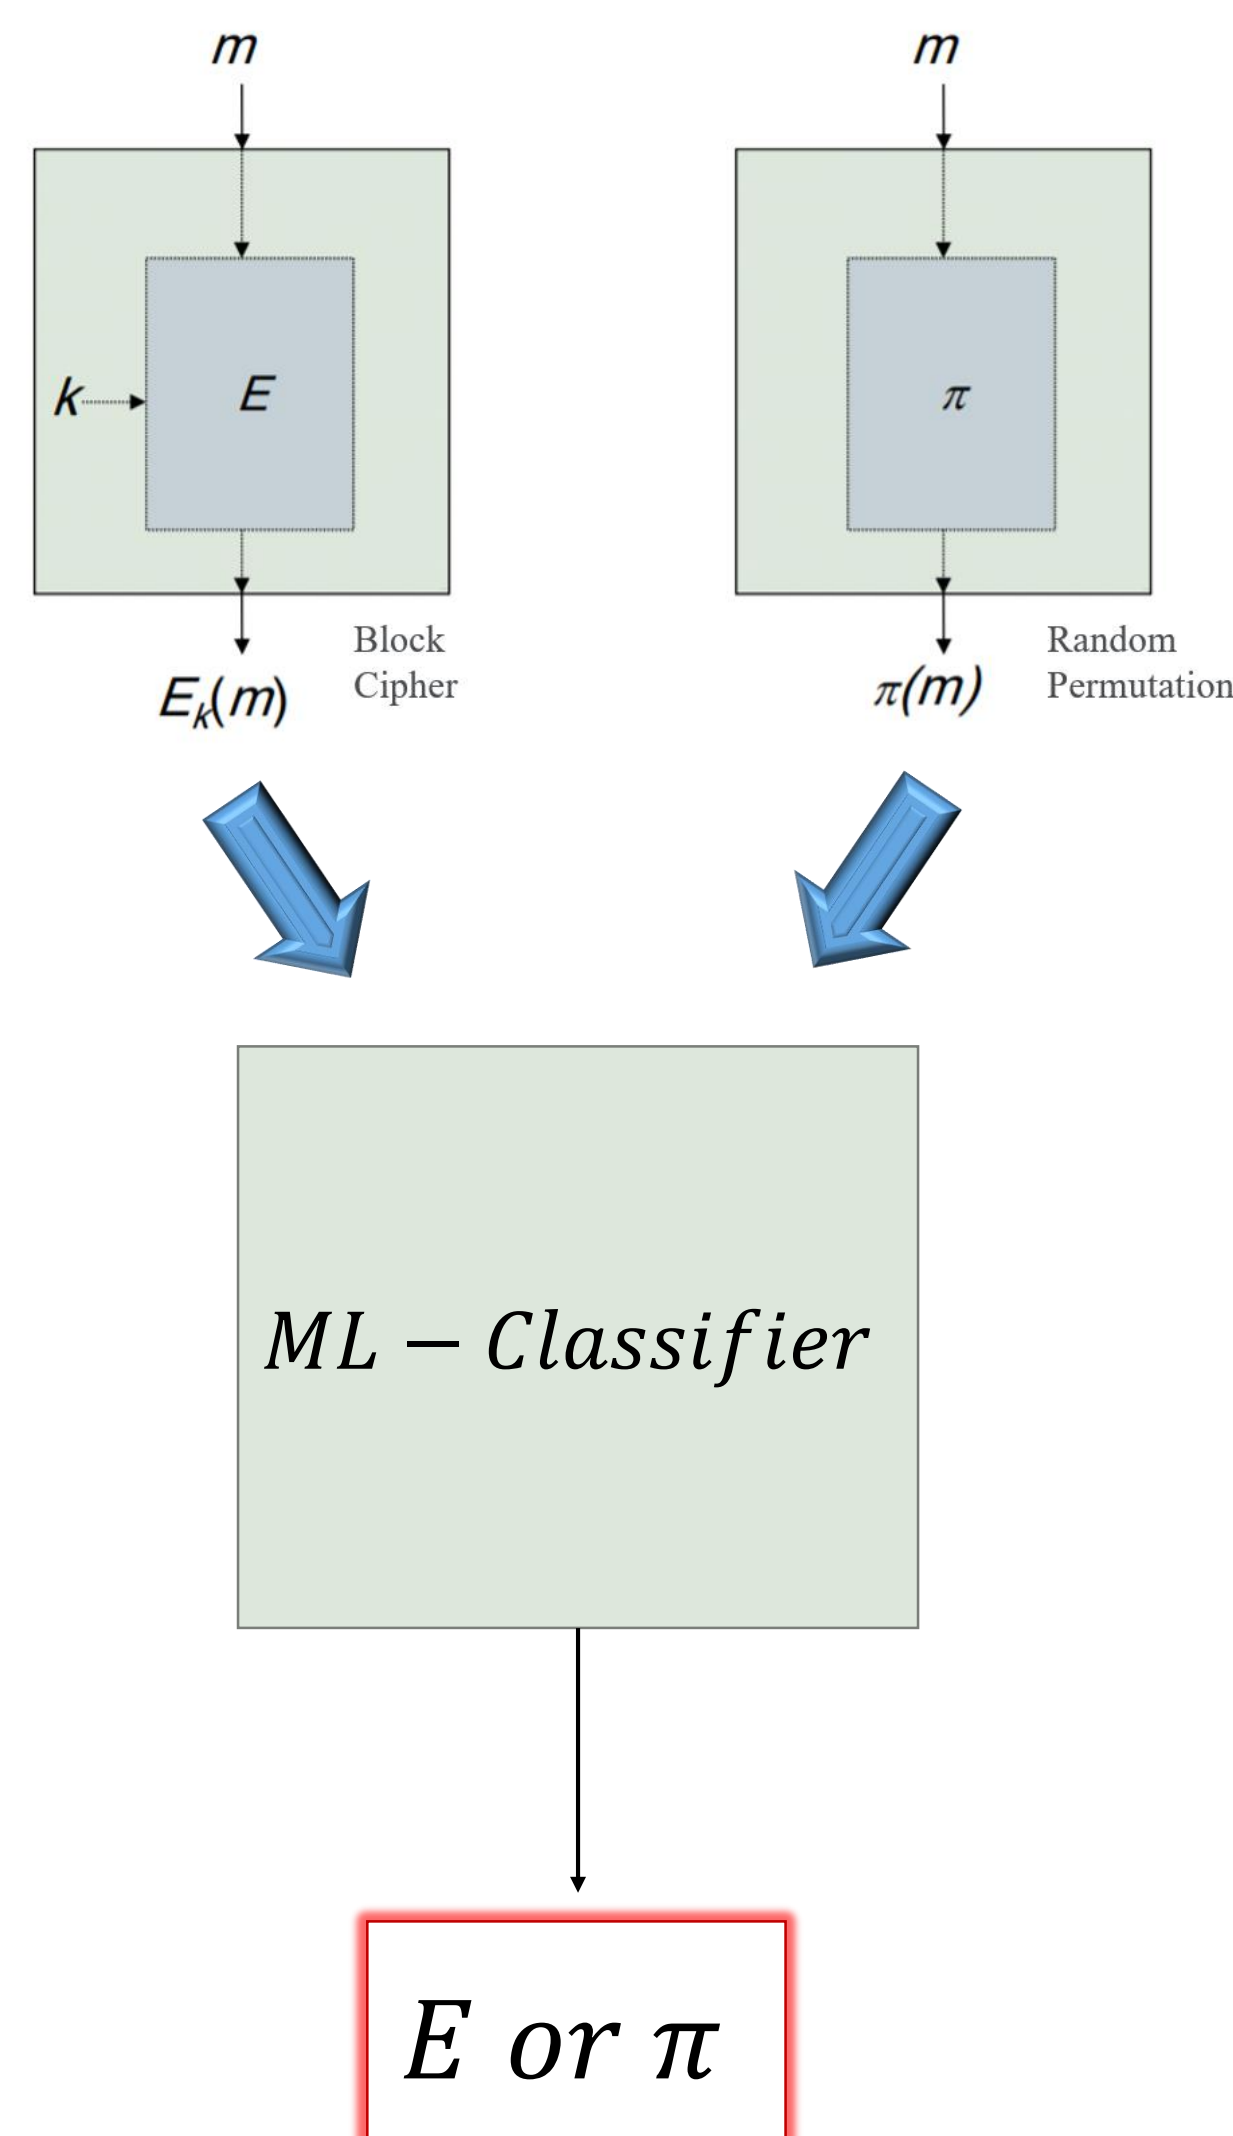 m
m
k
E
π
Block
Cipher
E_k(m)
Random
Permutation
π(m)
ML − Classifier
E or π